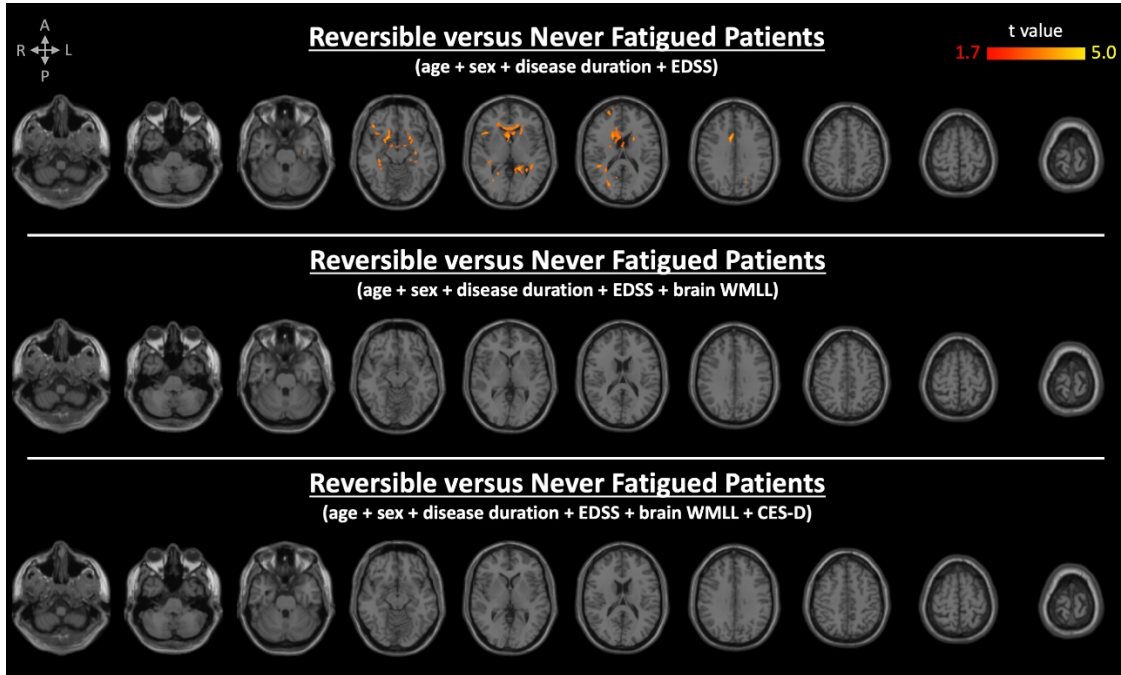 A
R L
P
t value
1.7 5.0
Reversible versus Never Fatigued Patients
(age + sex + disease duration + EDSS)
Reversible versus Never Fatigued Patients
(age + sex + disease duration + EDSS + brain WMLL)
Reversible versus Never Fatigued Patients
(age + sex + disease duration + EDSS + brain WMLL + CES-D)